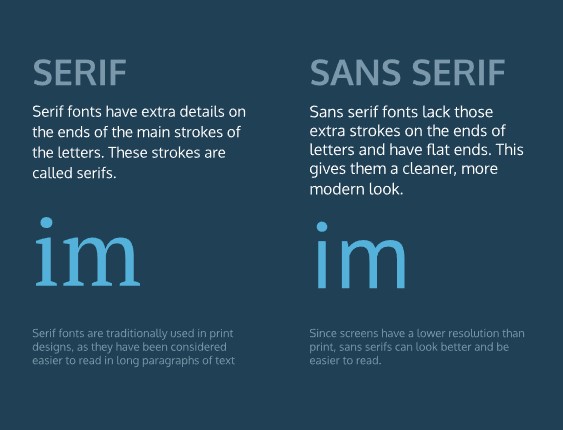 SERIF
Serif fonts have extra details on
the ends of the main strokes of
the letters. These strokes are
called serifs.
im
Serif fonts are traditionally used in print
designs, as they have been considered
easier to read in long paragraphs of text
SANS SERIF
Sans serif fonts lack those
extra strokes on the ends of
letters and have flat ends. This
gives them a cleaner, more
modern look.
im
Since screens have a lower resolution than
print, sans serifs can look better and be
easier to read.